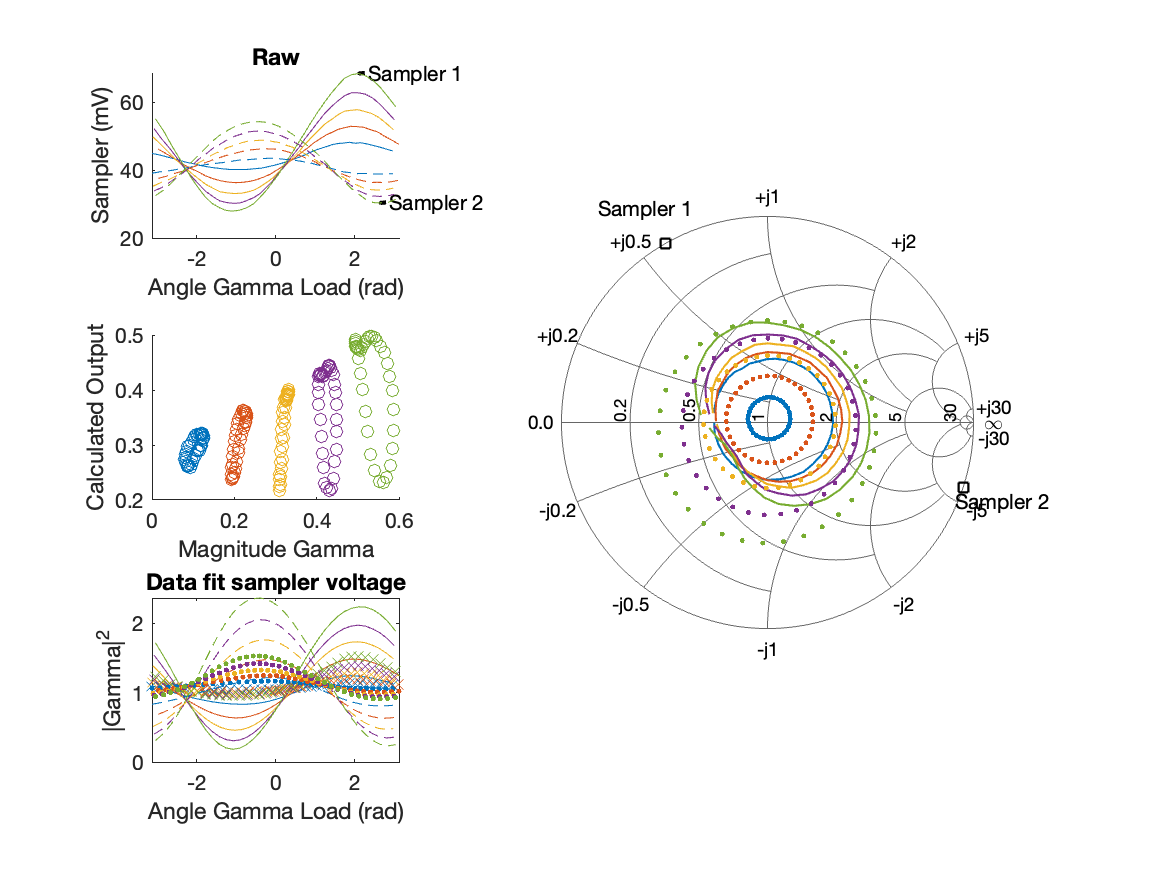 Raw
Sampler (mV)
60
40
20
Sampler 1
Sampler 2
-2
0
2
Angle Gamma Load (rad)
Calculated Output
0.5
0.4
0.3
0.2
0
0.2
0.4
0.6
Magnitude Gamma
Data fit sampler voltage
|Gamma|2
2
1
0
-2
0
2
Angle Gamma Load (rad)
+j1
Sampler 1
+j0.5
+j2
+j0.2
+j5
0.0
0.2
0.5
1
2
5
30
+j30
∞
-j30
-j0.2
Sampler 2
-j5
-j0.5
-j2
-j1